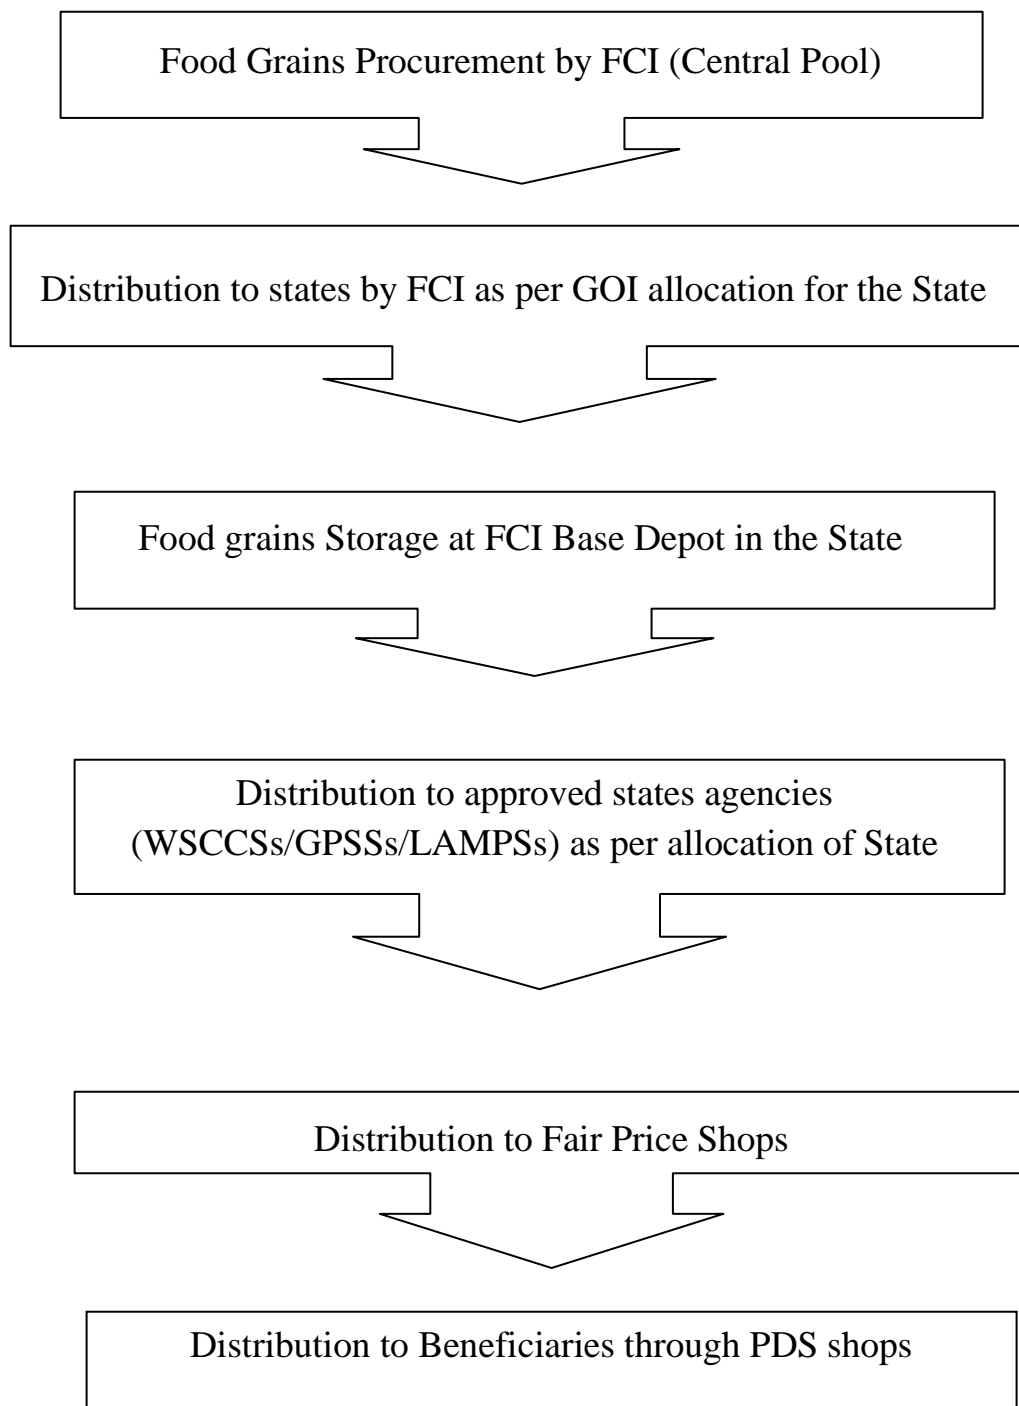 Food Grains Procurement by FCI (Central Pool)
Distribution to states by FCI as per GOI allocation for the State
Food grains Storage at FCI Base Depot in the State
Distribution to approved states agencies
(WSCCSs/GPSSs/LAMPSs) as per allocation of State
Distribution to Fair Price Shops
Distribution to Beneficiaries through PDS shops